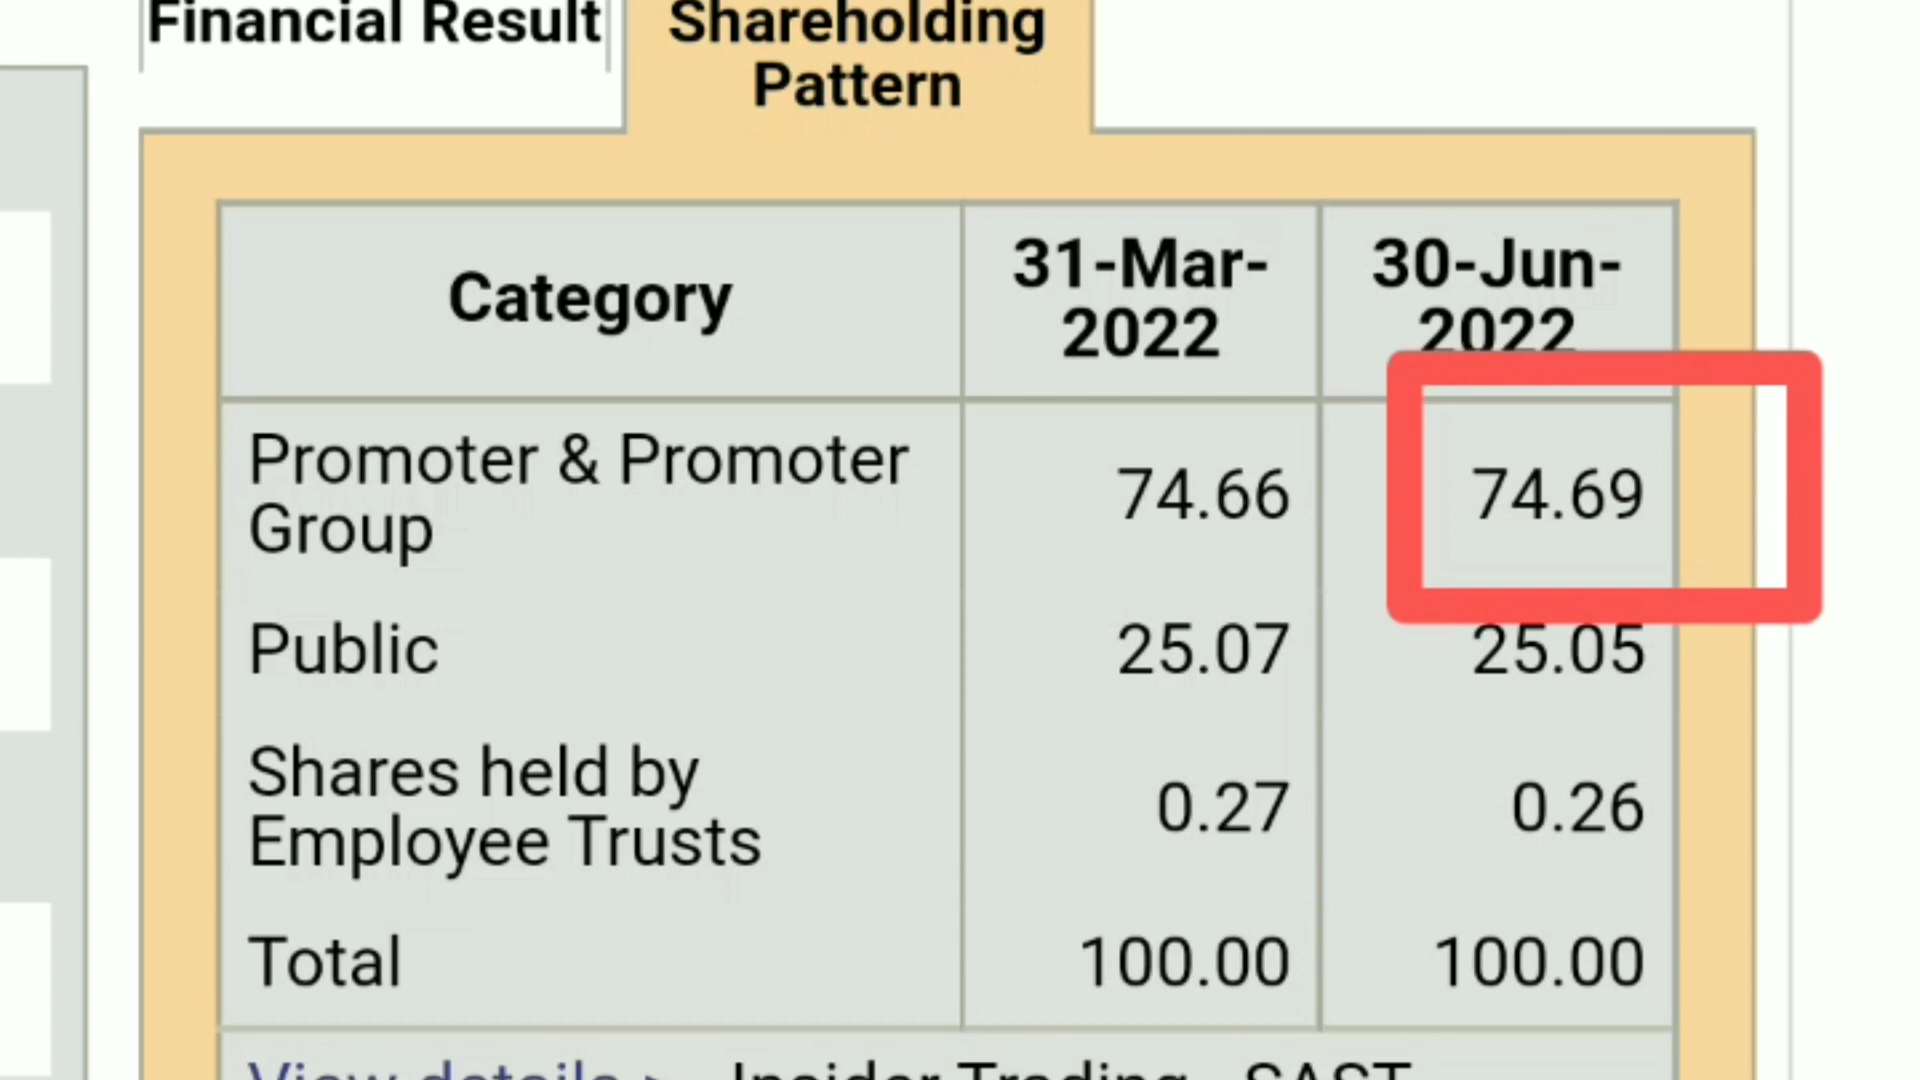 Financial Result
Shareholding
Pattern
Category
31-Mar-
2022
30-Jun-
2022
Promoter & Promoter
Group
74.66
74.69
Public
25.07
25.05
Shares held by
Employee Trusts
0.27
0.26
Total
100.00
100.00
View details >
Insider Trading
SAST